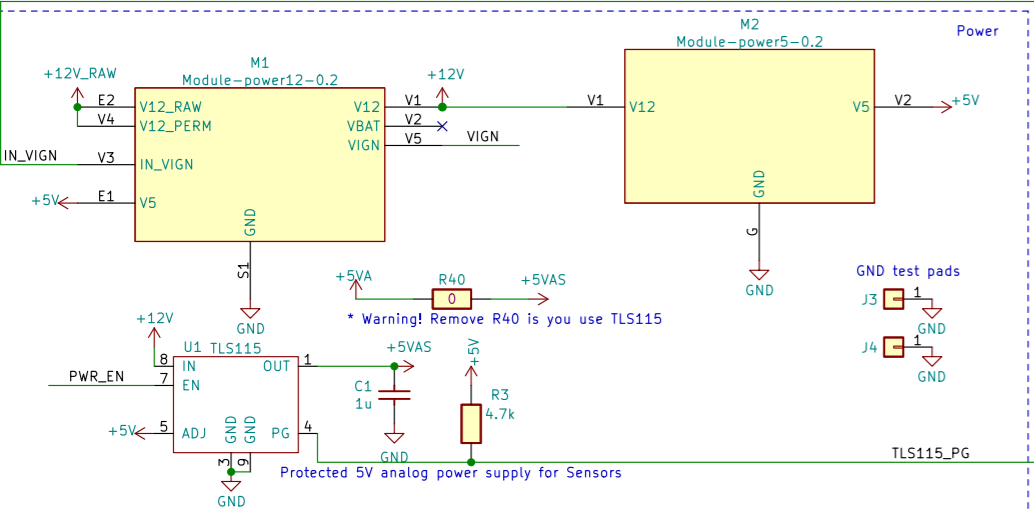 Power
M2
Module-power5-0.2
M1
Module-power12-0.2
+12V_RAW
+12V
E2
V12_RAW
V12
V1
V1
V12
V5
V2
+5V
V4
V12_PERM
VBAT
V2
VIGN
V5
VIGN
IN_VIGN
V3
IN_VIGN
+5V
E1
V5
GND
S1
GND
GND
G
GND
+5VA
R40
0
+5VAS
* Warning! Remove R40 is you use TLS115
GND test pads
J3
1
GND
J4
1
GND
+12V
U1 TLS115
8
IN
OUT
1
+5VAS
PWR_EN
7
EN
C1
1u
GND
+5V
R3
4.7k
+5V
5
ADJ
GND
GND
PG
4
3
9
GND
TLS115_PG
Protected 5V analog power supply for Sensors